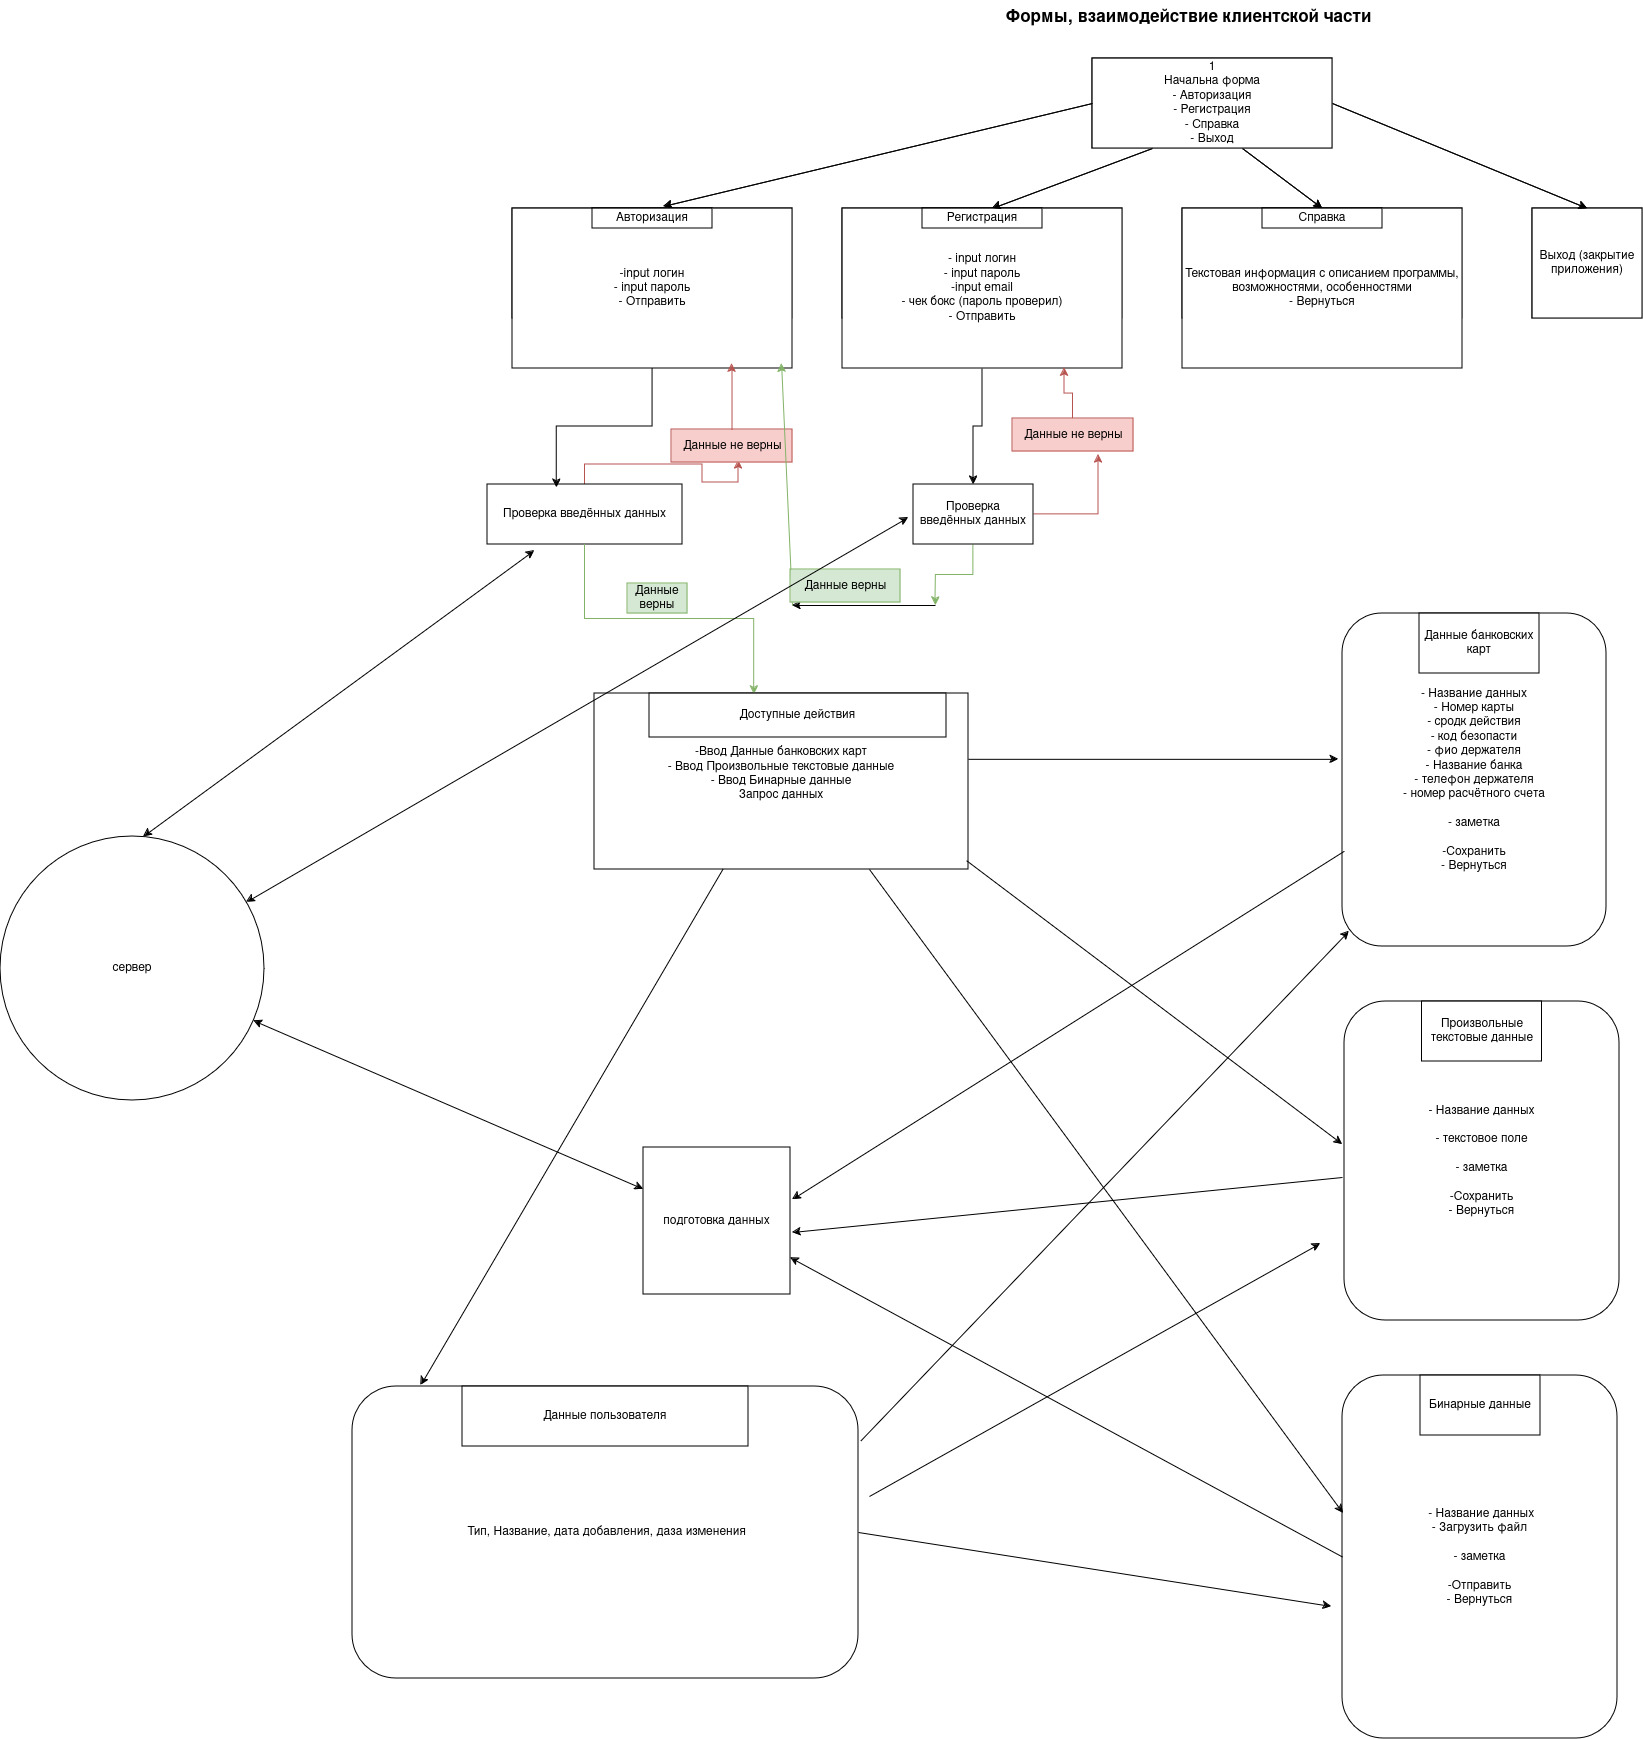 Формы, взаимодействие клиентской части
1
Начальна форма
- Авторизация
- Регистрация
- Справка
- Выход
Авторизация
-input логин
- input пароль
- Отправить
Регистрация
- input логин
- input пароль
-input email
- чек бокс (пароль проверил)
- Отправить
Справка
Текстовая информация с описанием программы,
возможностями, особенностями
- Вернуться
Выход (закрытие
приложения)
Данные не верны
Данные не верны
Проверка введённых данных
Проверка
введённых данных
Данные
верны
Данные верны
Доступные действия
-Ввод Данные банковских карт
- Ввод Произвольные текстовые данные
- Ввод Бинарные данные
Запрос данных
Данные банковских
карт
- Название данных
- Номер карты
- сродк действия
- код безопасти
- фио держателя
- Название банка
- телефон держателя
- номер расчётного счета
- заметка
-Сохранить
- Вернуться
сервер
Произвольные
текстовые данные
- Название данных
- текстовое поле
- заметка
-Сохранить
- Вернуться
подготовка данных
Данные пользователя
Тип, Название, дата добавления, даза изменения
Бинарные данные
- Название данных
- Загрузить файл
- заметка
-Отправить
- Вернуться